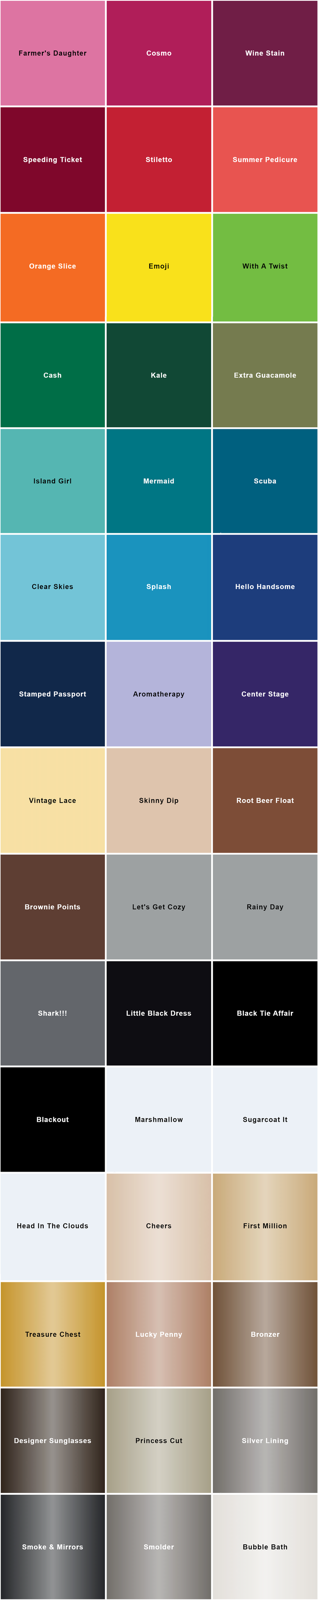 Farmer's Daughter
Cosmo
Wine Stain
Speeding Ticket
Stiletto
Summer Pedicure
Orange Slice
Emoji
With A Twist
Cash
Kale
Extra Guacamole
Island Girl
Mermaid
Scuba
Clear Skies
Splash
Hello Handsome
Stamped Passport
Aromatherapy
Center Stage
Vintage Lace
Skinny Dip
Root Beer Float
Brownie Points
Let's Get Cozy
Rainy Day
Shark!!!
Little Black Dress
Black Tie Affair
Blackout
Marshmallow
Sugarcoat It
Head In The Clouds
Cheers
First Million
Treasure Chest
Lucky Penny
Bronzer
Designer Sunglasses
Princess Cut
Silver Lining
Smoke & Mirrors
Smolder
Bubble Bath